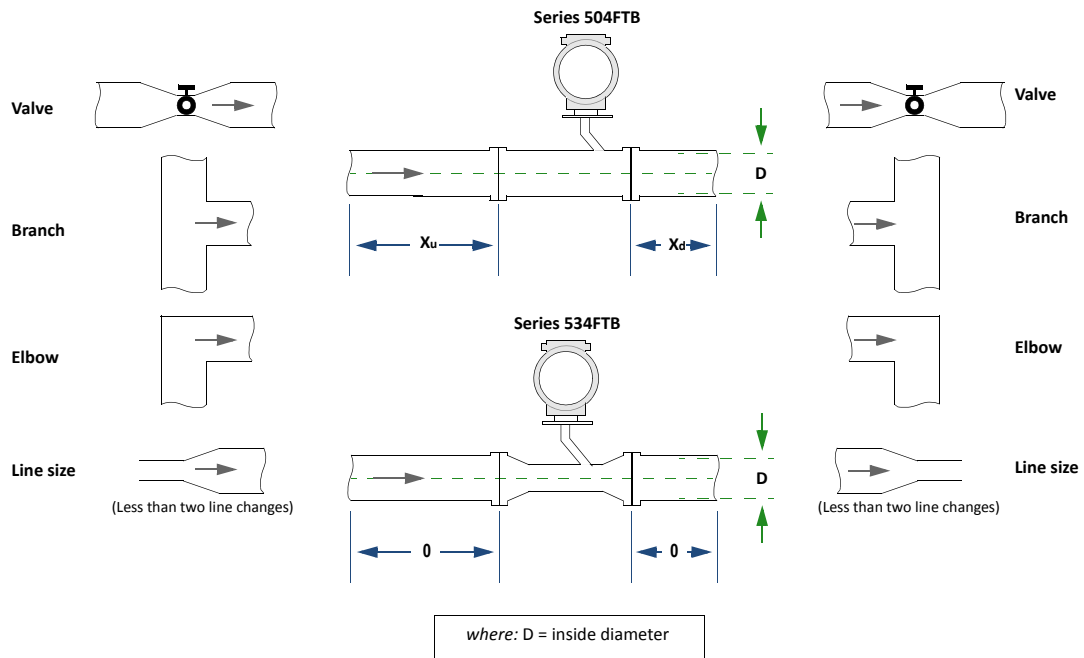 Series 504FTB
Valve
Valve
D
Branch
Branch
Xu
Xd
Series 534FTB
Elbow
Elbow
Line size
Line size
D
(Less than two line changes)
(Less than two line changes)
0
0
where: D = inside diameter